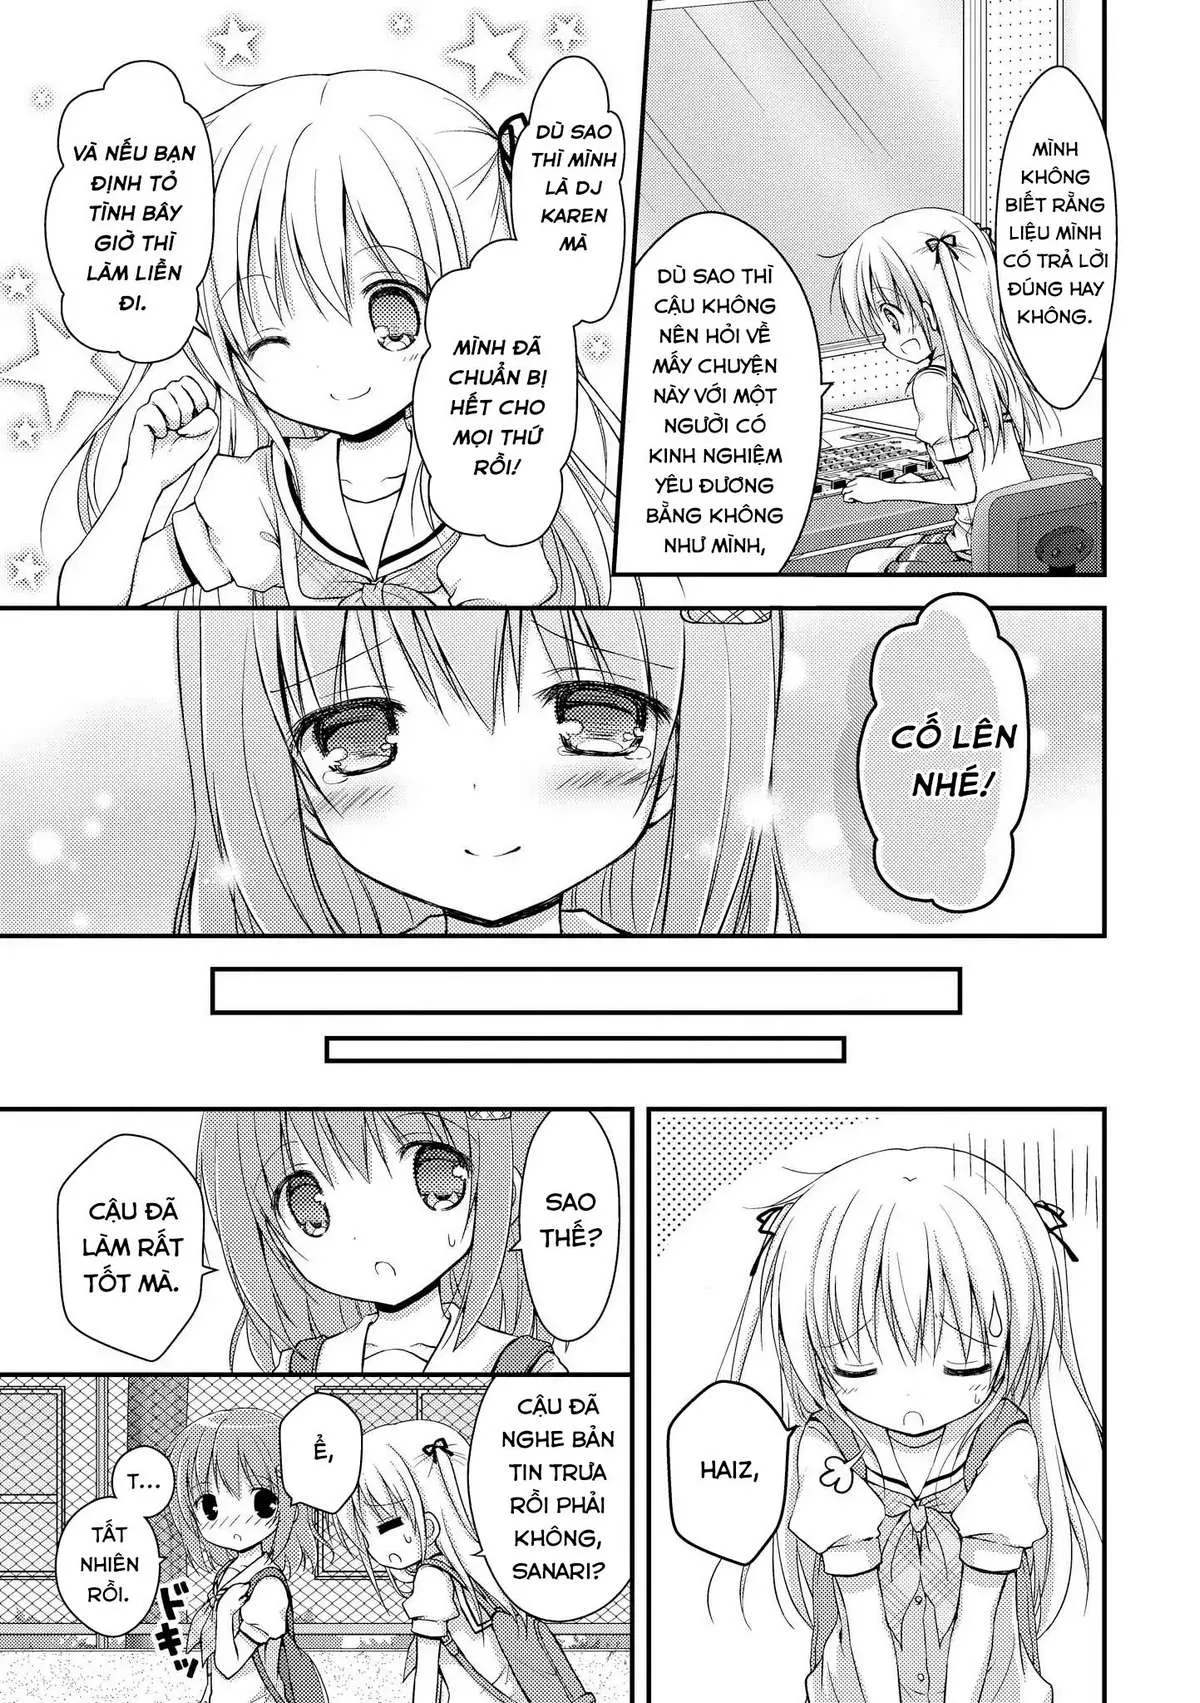 MÌNH
KHÔNG
BIẾT RẰNG
LIỆU MÌNH
CÓ TRẢ LỜI
ĐÚNG HAY
KHÔNG.
DÙ SAO THÌ
CẬU KHÔNG
NÊN HỎI VỀ
MẤY CHUYỆN
NÀY VỚI MỘT
NGƯỜI CÓ
KINH NGHIỆM
YÊU ĐƯƠNG
BẰNG KHÔNG
NHƯ MÌNH,
DÙ SAO
THÌ MÌNH
LÀ DJ
KAREN
MÀ
MÌNH ĐÃ
CHUẨN BỊ
HẾT CHO
MỌI THỨ
RỒI!
VÀ NẾU BẠN
ĐỊNH TỎ
TÌNH BÂY
GIỜ THÌ
LÀM LIỀN
ĐI.
CỐ LÊN
NHÉ!
HAIZ,
SAO
THẾ?
CẬU ĐÃ
LÀM RẤT
TỐT MÀ.
CẬU ĐÃ
NGHE BẢN
TIN TRƯA
RỒI PHẢI
KHÔNG,
SANARI?
Ể,
T...
TẤT
NHIÊN
RỒI.
ドキッ